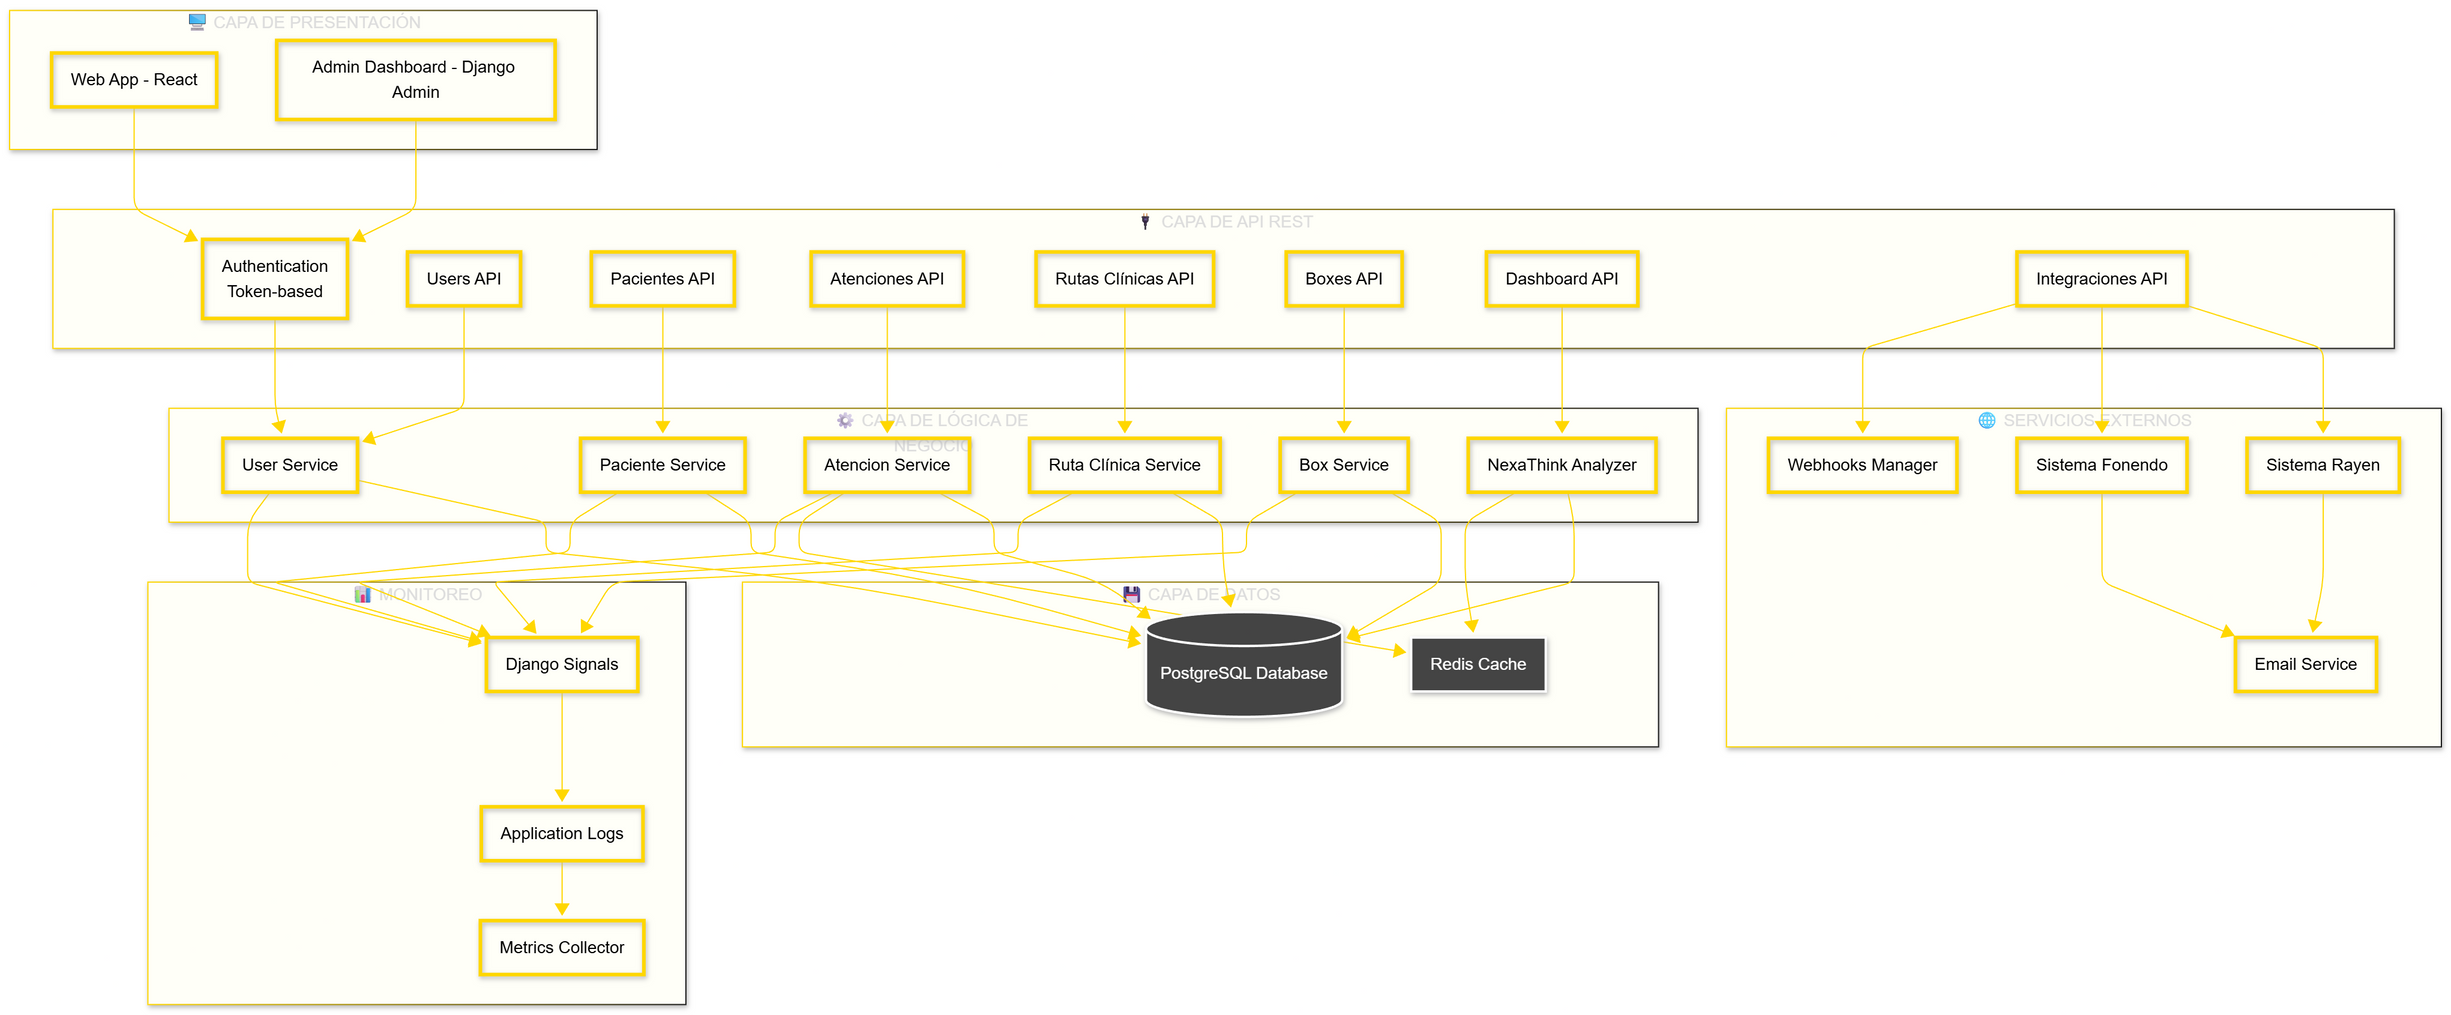 🖥️ CAPA DE PRESENTACIÓN
Web App - React
Admin Dashboard - Django
Admin
🔌 CAPA DE API REST
Authentication
Token-based
Users API
Pacientes API
Atenciones API
Rutas Clínicas API
Boxes API
Dashboard API
Integraciones API
⚙️ CAPA DE LÓGICA DE
NEGOCIO
User Service
Paciente Service
Atencion Service
Ruta Clínica Service
Box Service
NexaThink Analyzer
🌐 SERVICIOS EXTERNOS
Webhooks Manager
Sistema Fonendo
Sistema Rayen
Email Service
📊 MONITOREO
Django Signals
Application Logs
Metrics Collector
💾 CAPA DE DATOS
PostgreSQL Database
Redis Cache